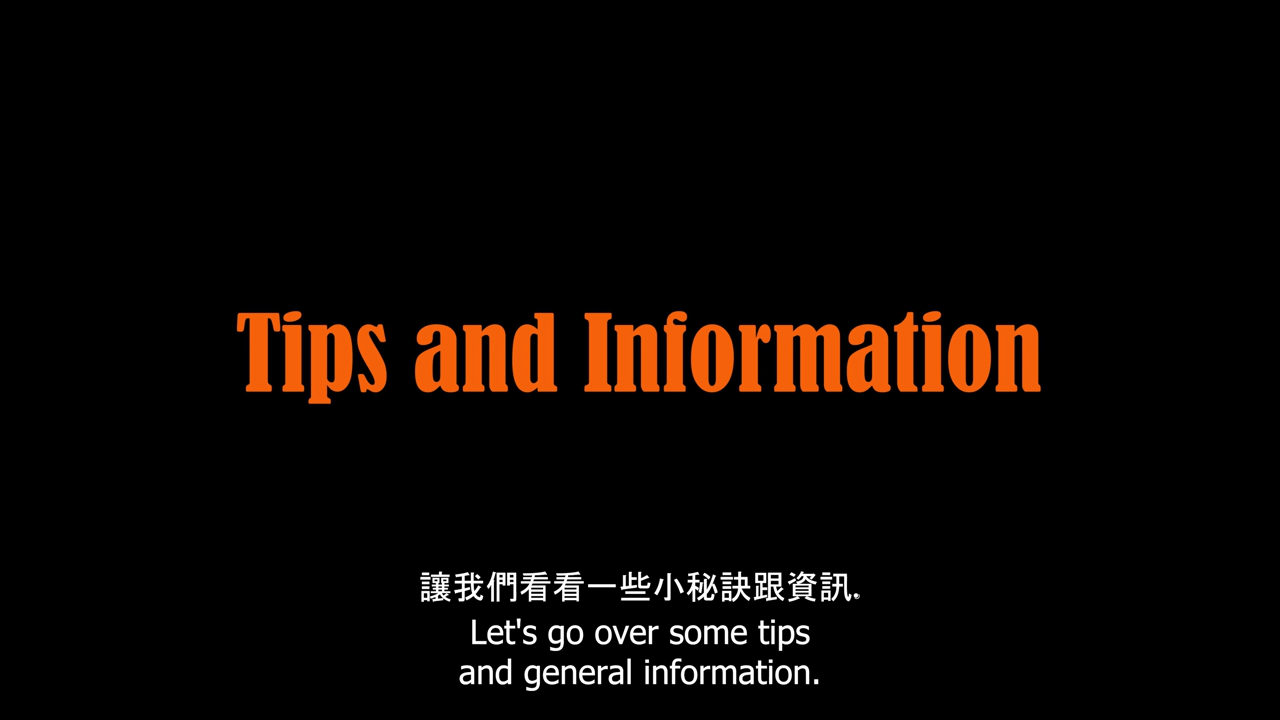 Tips and Information
讓我們看看一些小秘訣跟資訊.
Let's go over some tips
and general information.